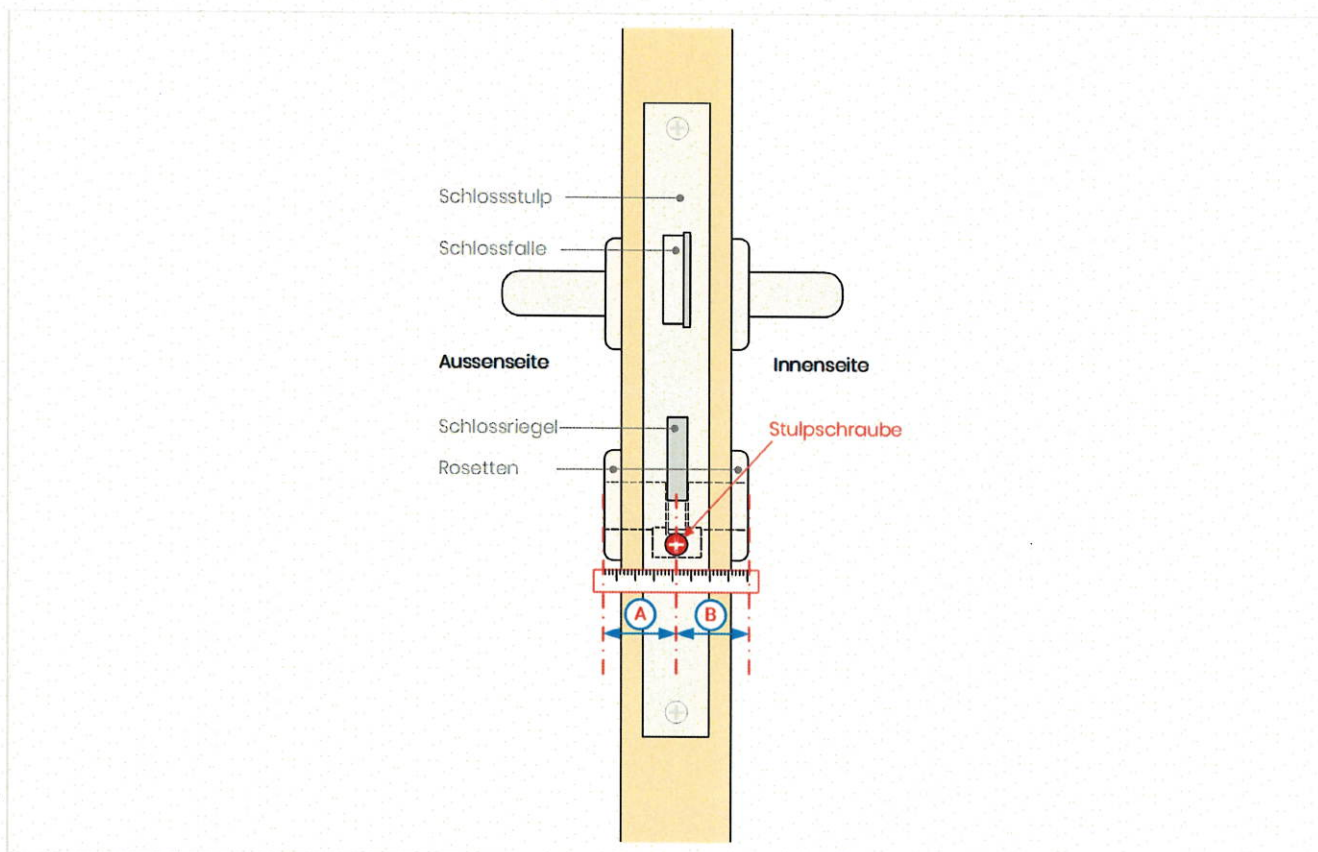 Schlossstulp
Schlossfalle
Aussenseite
Innenseite
Schlossriegel
Stulpschraube
Rosetten
A
B